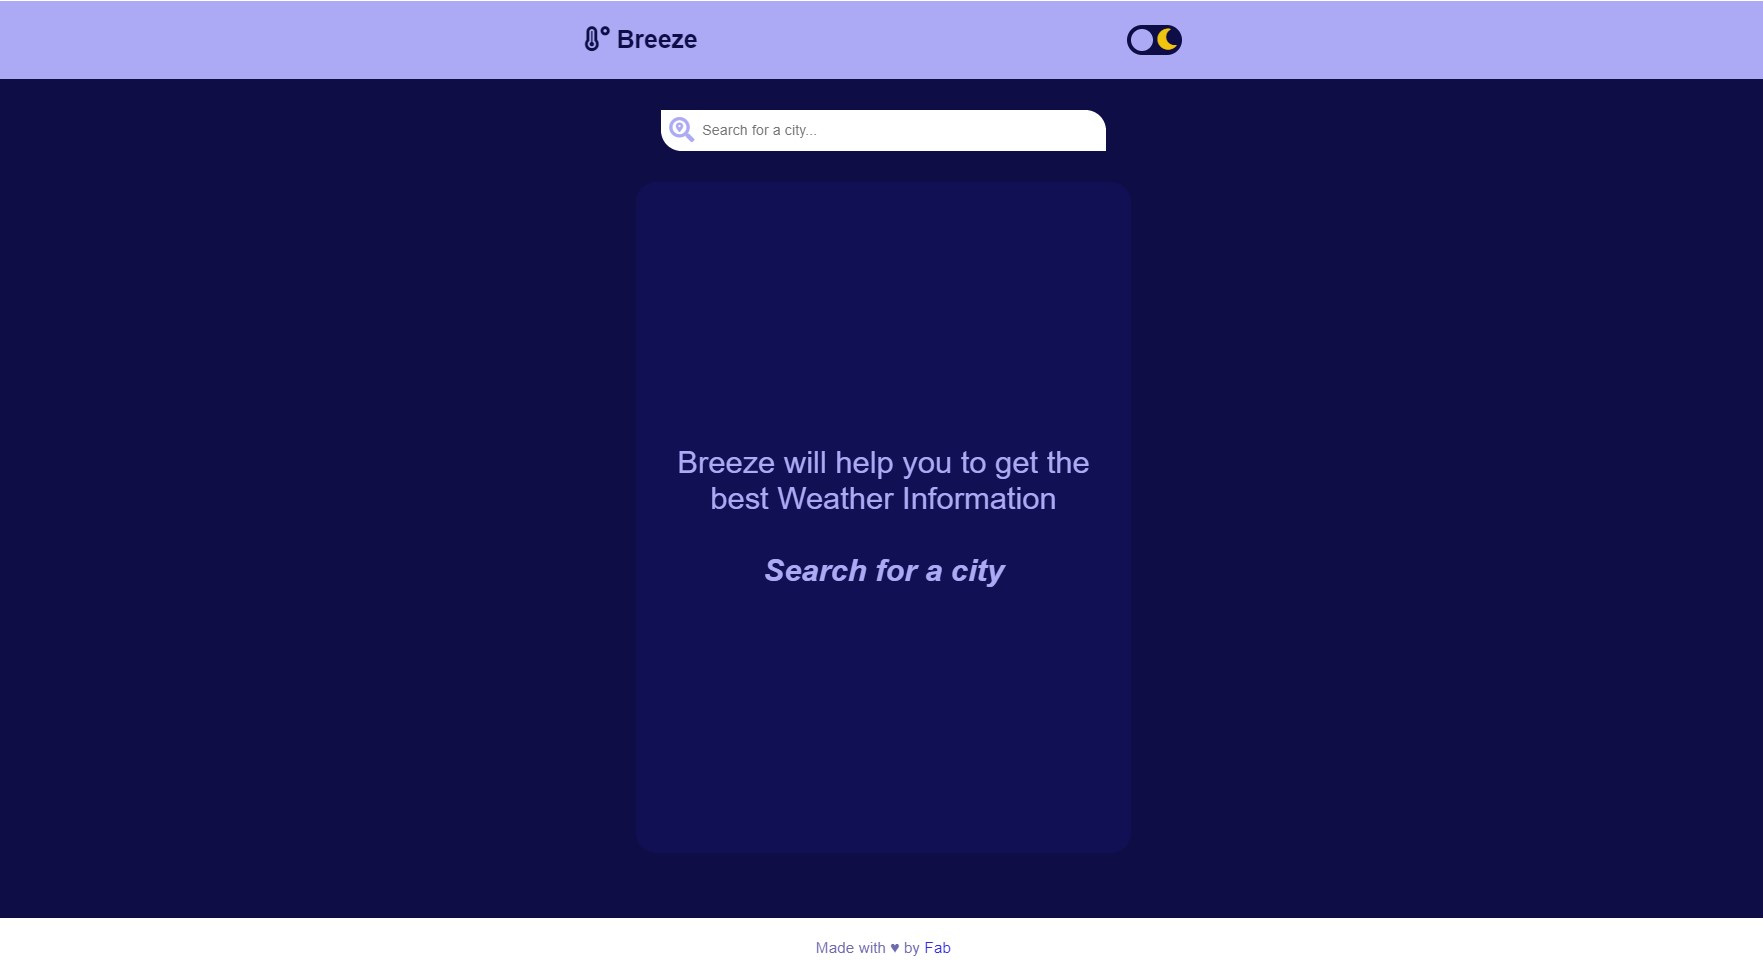 Breeze
Search for a city...
Breeze will help you to get the
best Weather Information
Search for a city
Made with ♥ by Fab